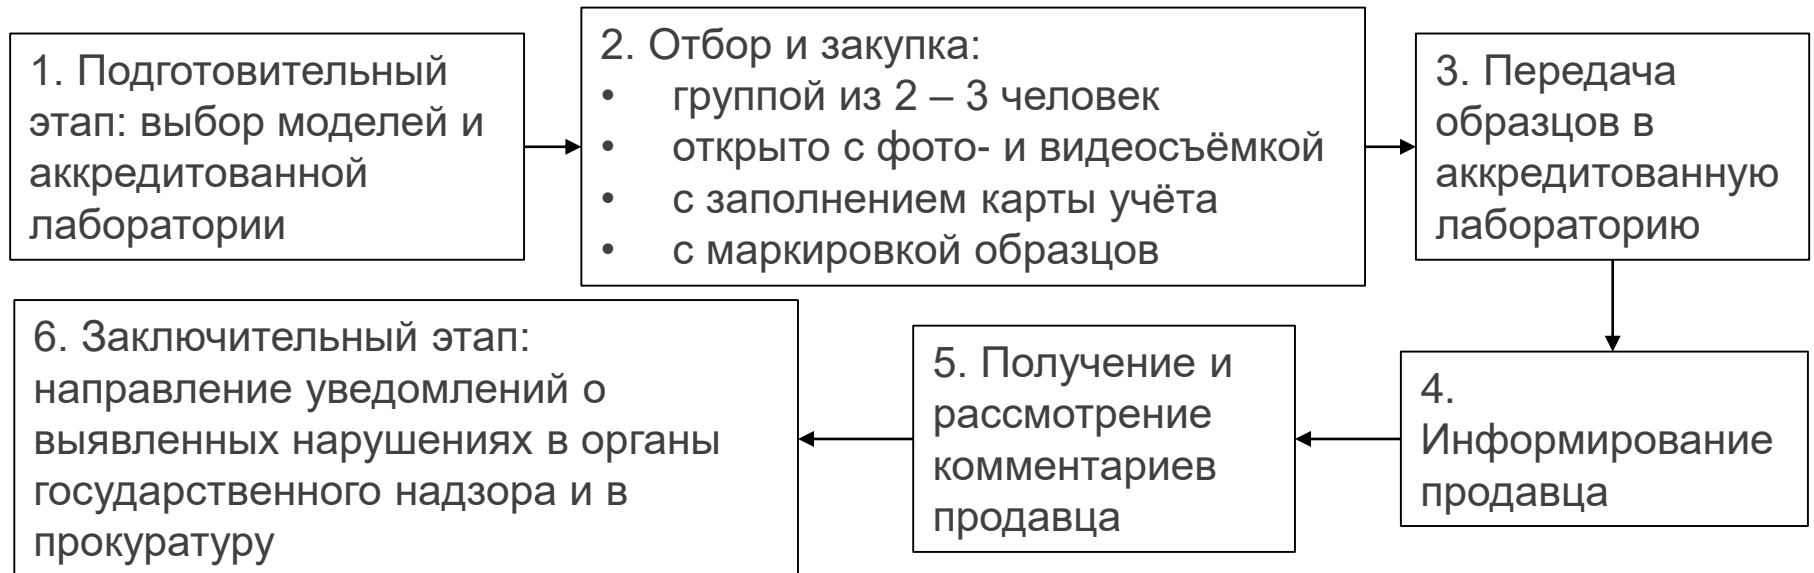 1. Подготовительный
этап: выбор моделей и
аккредитованной
лаборатории
2. Отбор и закупка:
• группой из 2 – 3 человек
• открыто с фото- и видеосъёмкой
• с заполнением карты учёта
• с маркировкой образцов
3. Передача
образцов в
аккредитованную
лабораторию
4.
Информирование
продавца
5. Получение и
рассмотрение
комментариев
продавца
6. Заключительный этап:
направление уведомлений о
выявленных нарушениях в органы
государственного надзора и в
прокуратуру